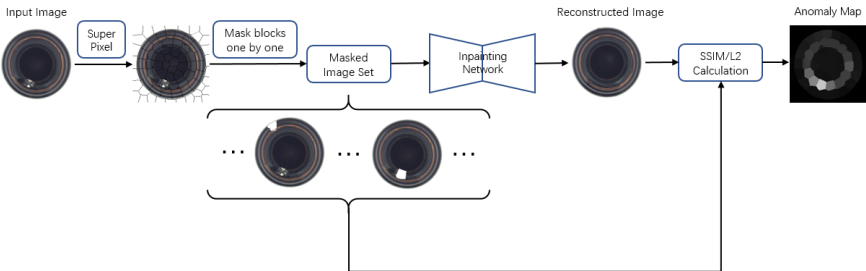 Input Image
Super
Pixel
Mask blocks
one by one
Masked
Image Set
Inpainting
Network
Reconstructed Image
SSIM/L2
Calculation
Anomaly Map
... ... ...